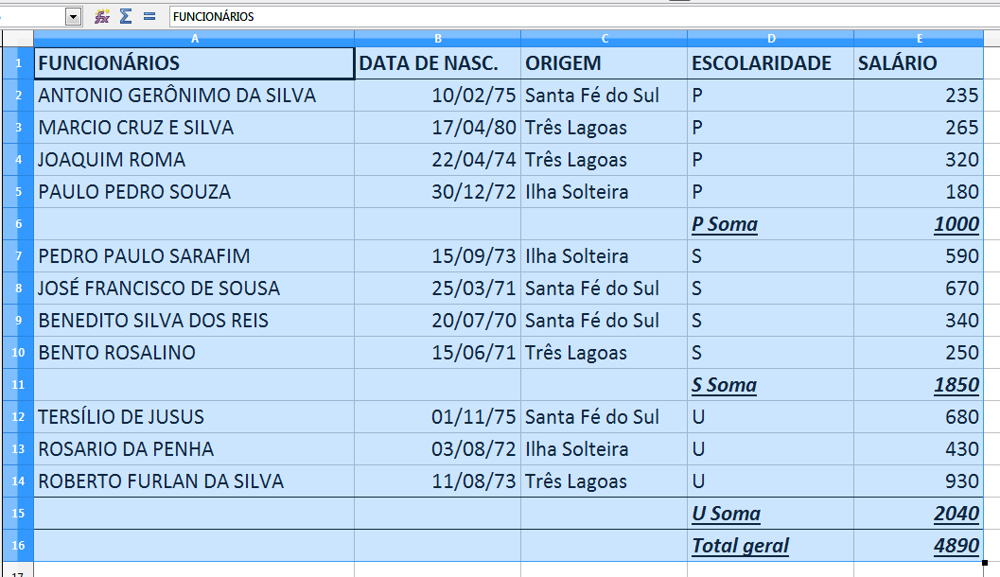 FUNCIONÁRIOS
A B C D E
1 FUNCIONÁRIOS DATA DE NASC. ORIGEM ESCOLARIDADE SALÁRIO
2 ANTONIO GERÔNIMO DA SILVA 10/02/75 Santa Fé do Sul P 235
3 MARCIO CRUZ E SILVA 17/04/80 Três Lagoas P 265
4 JOAQUIM ROMA 22/04/74 Três Lagoas P 320
5 PAULO PEDRO SOUZA 30/12/72 Ilha Solteira P 180
6 P Soma 1000
7 PEDRO PAULO SARAFIM 15/09/73 Ilha Solteira S 590
8 JOSÉ FRANCISCO DE SOUSA 25/03/71 Santa Fé do Sul S 670
9 BENEDITO SILVA DOS REIS 20/07/70 Santa Fé do Sul S 340
10 BENTO ROSALINO 15/06/71 Três Lagoas S 250
11 S Soma 1850
12 TERSÍLIO DE JUSUS 01/11/75 Santa Fé do Sul U 680
13 ROSARIO DA PENHA 03/08/72 Ilha Solteira U 430
14 ROBERTO FURLAN DA SILVA 11/08/73 Três Lagoas U 930
15 U Soma 2040
16 Total geral 4890
17